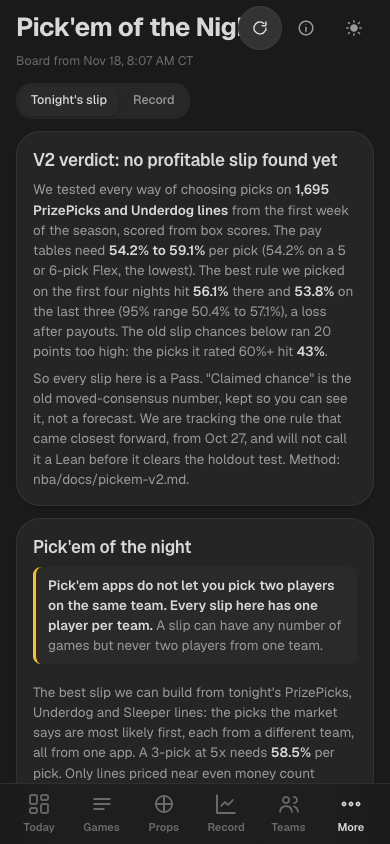 Pick'em of the Nig
Board from Nov 18, 8:07 AM CT
Tonight's slip
Record
V2 verdict: no profitable slip found yet
We tested every way of choosing picks on 1,695
PrizePicks and Underdog lines from the first week
of the season, scored from box scores. The pay
tables need 54.2% to 59.1% per pick (54.2% on a 5
or 6-pick Flex, the lowest). The best rule we picked
on the first four nights hit 56.1% there and 53.8% on
the last three (95% range 50.4% to 57.1%), a loss
after payouts. The old slip chances below ran 20
points too high: the picks it rated 60%+ hit 43%.
So every slip here is a Pass. "Claimed chance" is the
old moved-consensus number, kept so you can see
it, not a forecast. We are tracking the one rule that
came closest forward, from Oct 27, and will not call
it a Lean before it clears the holdout test. Method:
nba/docs/pickem-v2.md.
Pick'em of the night
Pick'em apps do not let you pick two players
on the same team. Every slip here has one
player per team. A slip can have any number of
games but never two players from one team.
The best slip we can build from tonight's PrizePicks,
Underdog and Sleeper lines: the picks the market
says are most likely first, each from a different team,
all from one app. A 3-pick at 5x needs 58.5% per
pick. Only lines priced near even money count
Today
Games
Props
Record
Teams
More